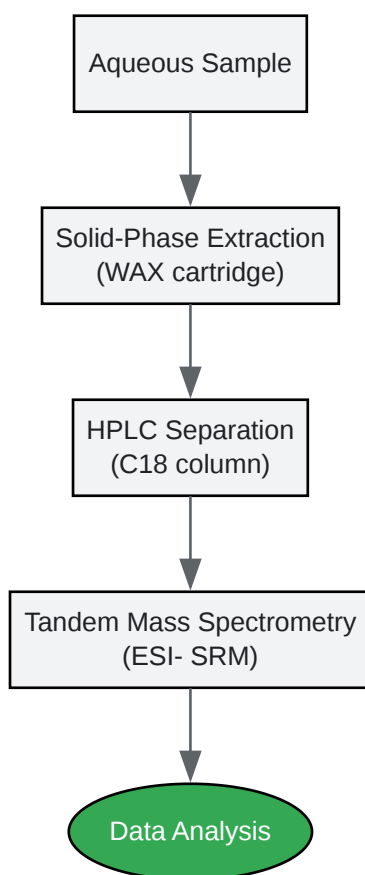 Aqueous Sample
Solid-Phase Extraction
(WAX cartridge)
HPLC Separation
(C18 column)
Tandem Mass Spectrometry
(ESI- SRM)
Data Analysis